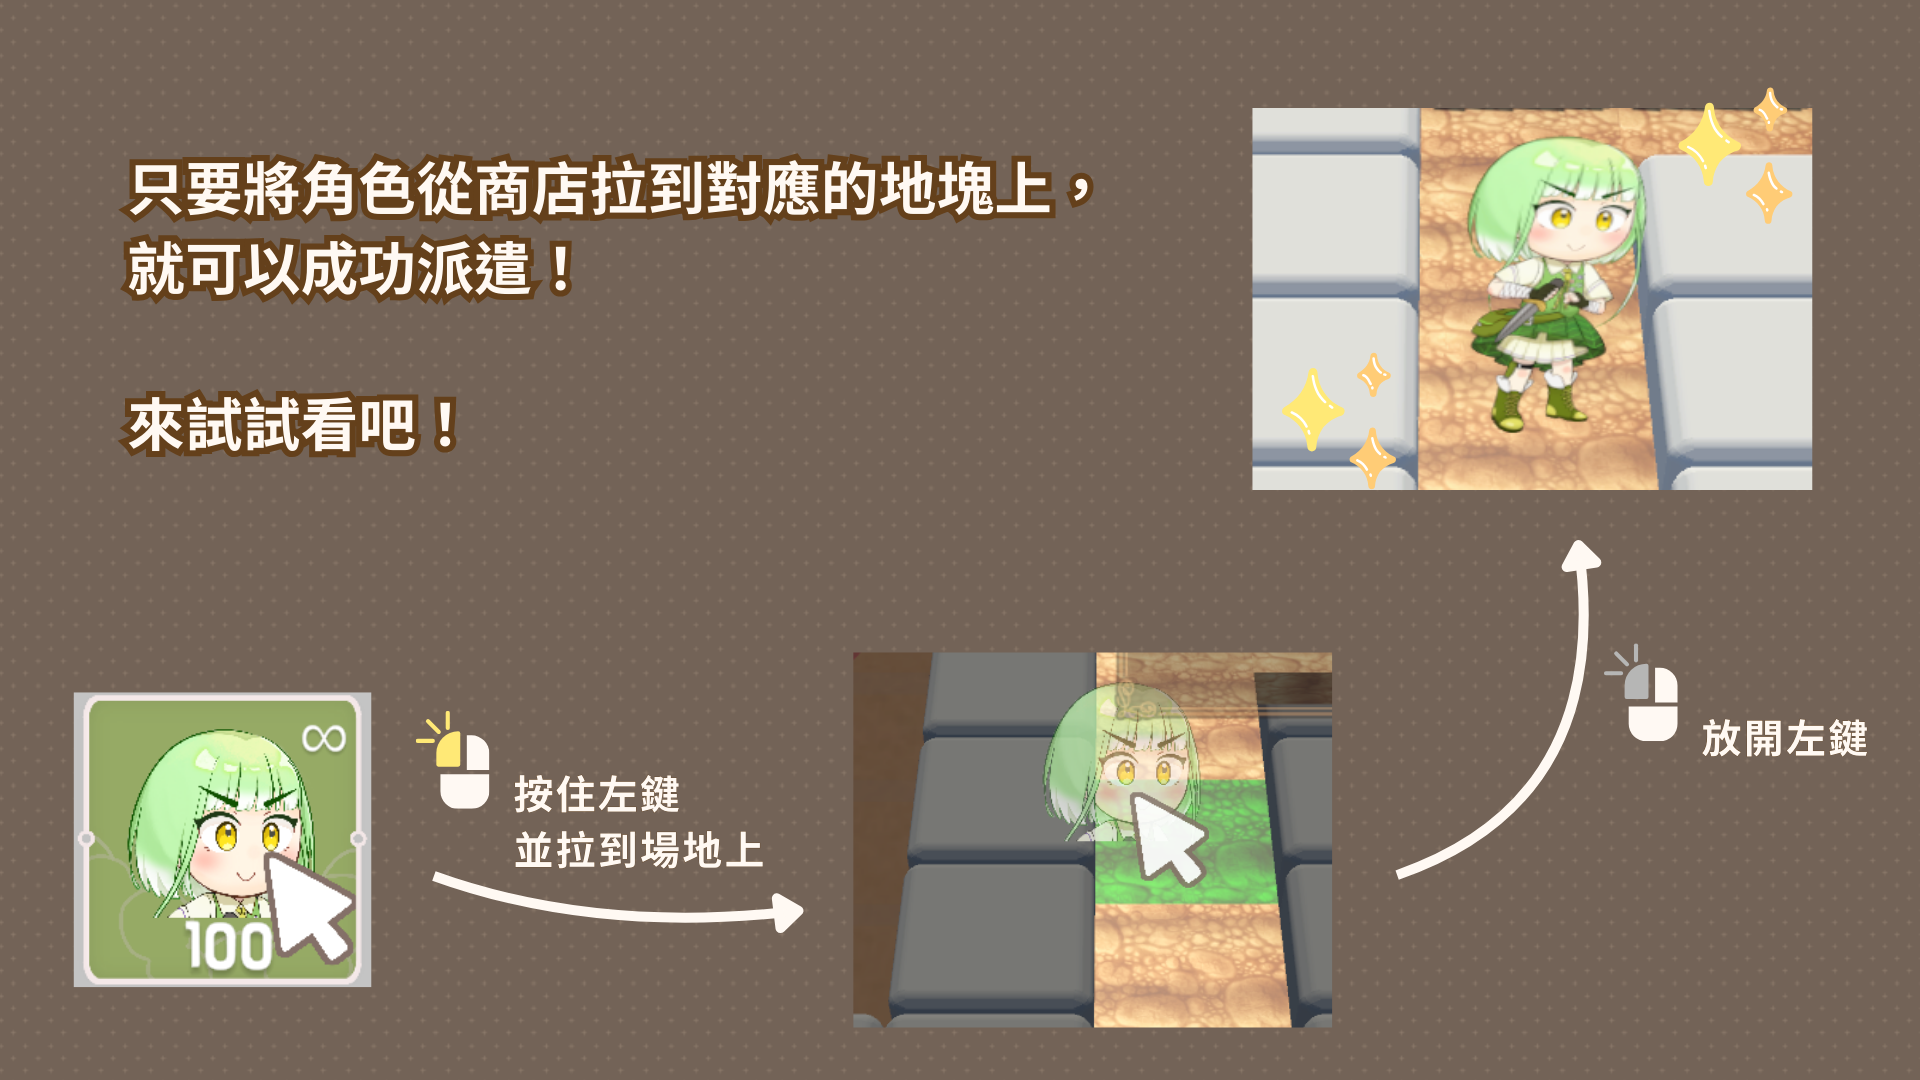 只要將角色從商店拉到對應的地塊上，
就可以成功派遣！
來試試看吧！
∞
100
按住左鍵
並拉到場地上
放開左鍵